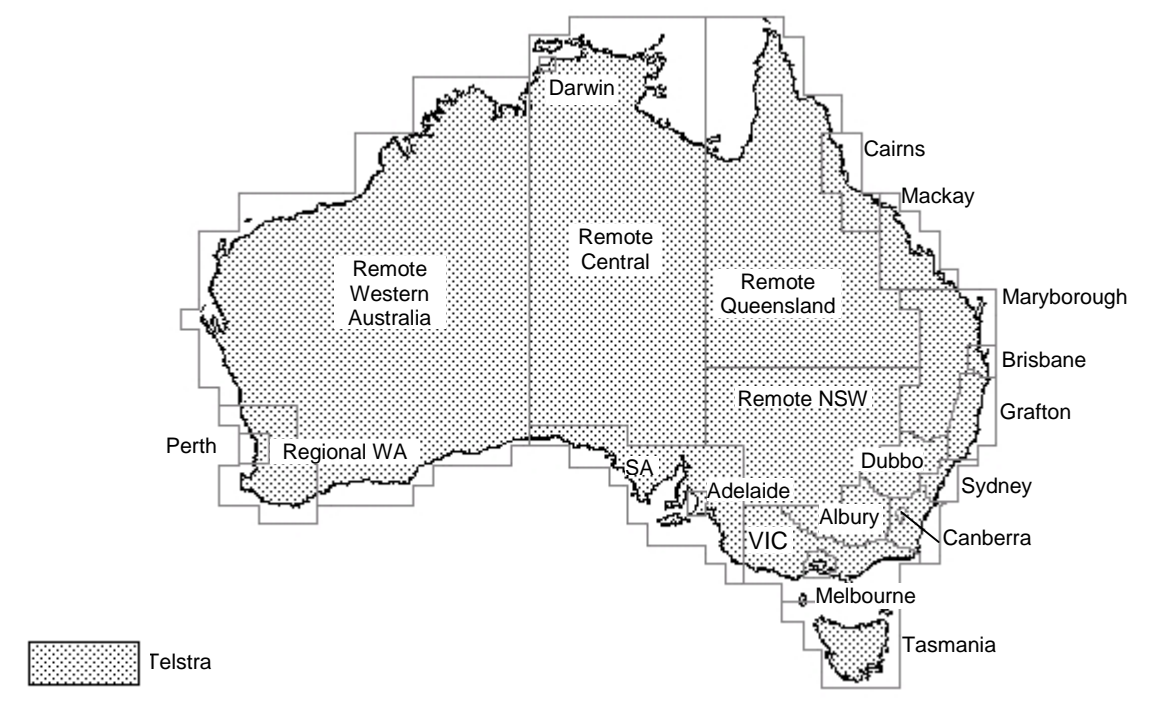 Darwin
Cairns
Mackay
Remote
Central
Remote
Western
Australia
Remote
Queensland
Maryborough
Brisbane
Remote NSW
Grafton
Perth
Regional WA
SA
Dubbo
Adelaide
Sydney
Albury
VIC
Canberra
Melbourne
Tasmania
Telstra